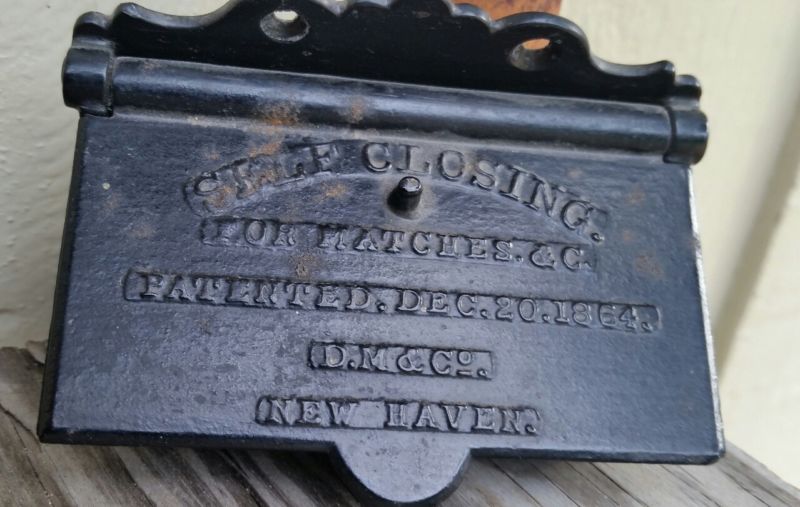 SELF CLOSING.
FOR MATCHES. & C.
PATENTED. DEC. 20. 1864.
D. M & Cº.
NEW HAVEN.